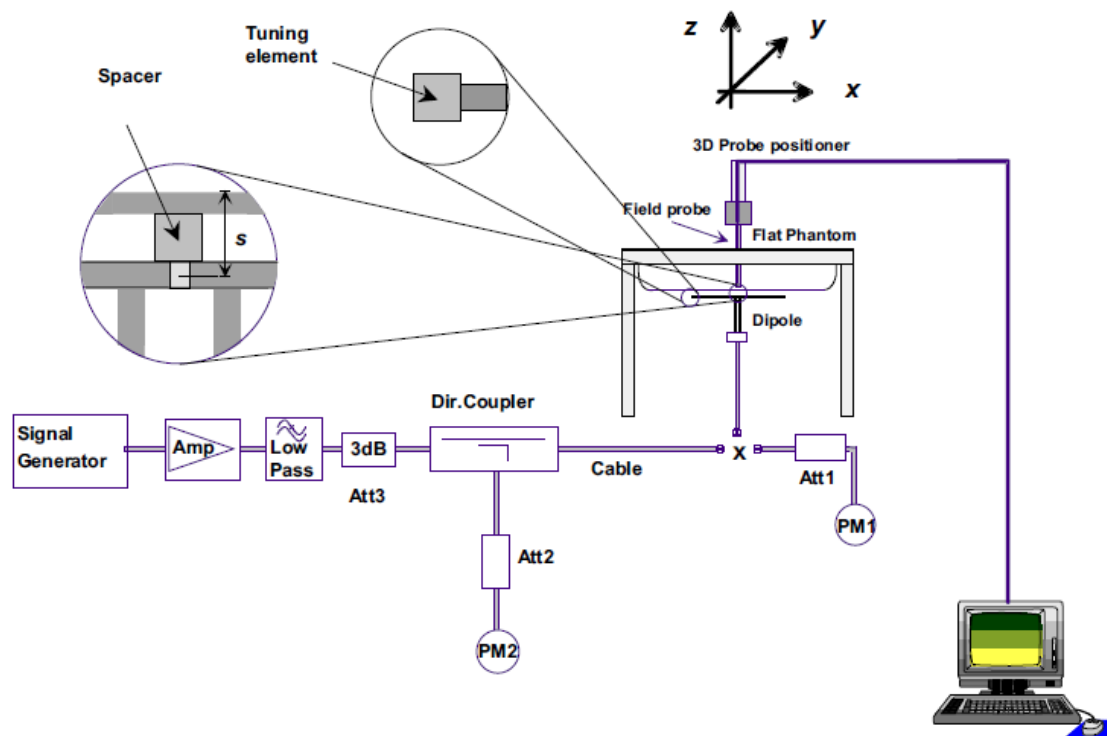 Tuning
element
Spacer
s
z
y
x
3D Probe positioner
Field probe
Flat Phantom
Dipole
Dir.Coupler
Signal
Generator
Amp
Low
Pass
3dB
Att3
Cable
x
Att1
PM1
Att2
PM2